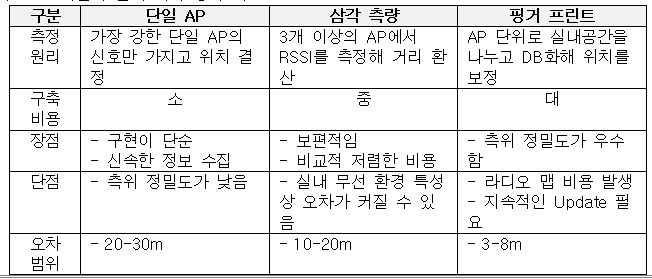 구분 단일 AP 삼각 측량 핑거 프린트
측정 가장 강한 단일 AP의 3개 이상의 AP에서 AP 단위로 실내공간을
원리 신호만 가지고 위치 결 RSSI를 측정해 거리 환 나누고 DB화해 위치를
정 산 보정
구축 소 중 대
비용
장점 - 구현이 단순 - 보편적임 - 측위 정밀도가 우수
- 신속한 정보 수집 - 비교적 저렴한 비용 함
단점 - 측위 정밀도가 낮음 - 실내 무선 환경 특성 - 라디오 맵 비용 발생
상 오차가 커질 수 있 - 지속적인 Update 필
음 요
오차 - 20-30m - 10-20m - 3-8m
범위